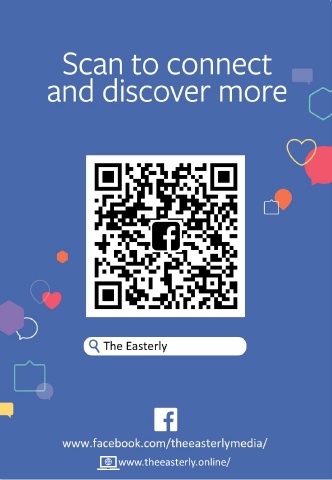 Scan to connect
and discover more
The Easterly
www.facebook.com/theeasterlymedia/
www.theeasterly.online/